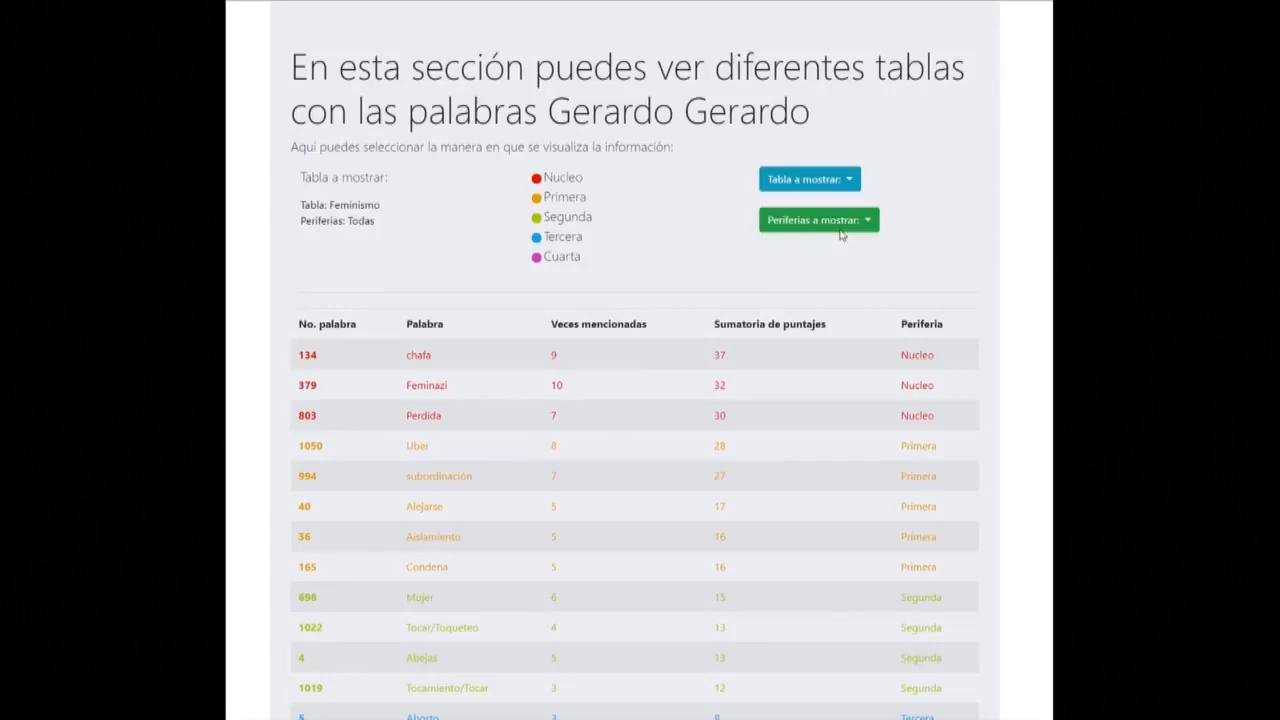 En esta sección puedes ver diferentes tablas
con las palabras Gerardo Gerardo
Aqui puedes seleccionar la manera en que se visualiza la información:
Tabla a mostrar:
Tabla: Feminismo
Periferias: Todas
Nucleo
Primera
Segunda
Tercera
Cuarta
Tabla a mostrar:
Periferias a mostrar:
No. palabra Palabra Veces mencionadas Sumatoria de puntajes Periferia
134 chafa 9 37 Nucleo
379 Feminazi 10 32 Nucleo
803 Perdida 7 30 Nucleo
1050 Uber 8 28 Primera
994 subordinación 7 27 Primera
40 Alejarse 5 17 Primera
36 Aislamiento 5 16 Primera
165 Condena 5 16 Primera
698 Mujer 6 15 Segunda
1022 Tocar/Toqueteo 4 13 Segunda
4 Abejas 5 13 Segunda
1019 Tocamiento/Tocar 3 12 Segunda
5 Aborto 3 8 Tercera